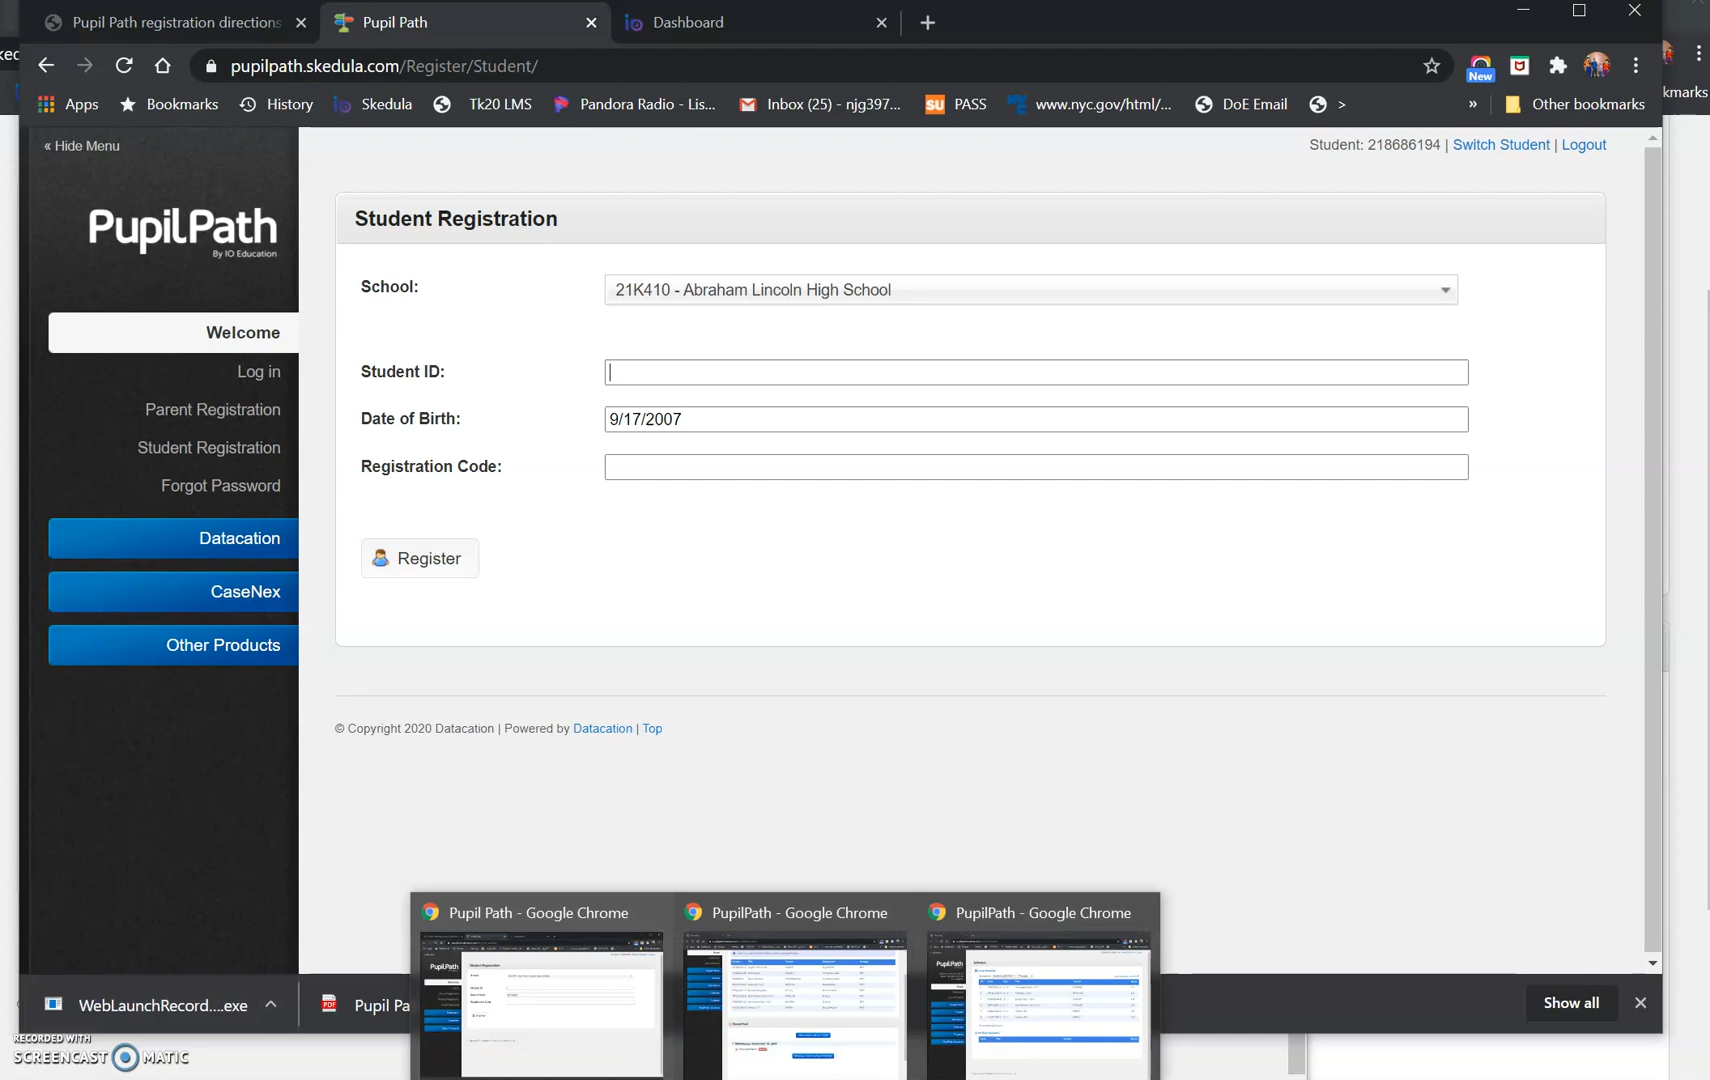 Pupil Path registration directions
Pupil Path
Dashboard
pupilpath.skedula.com/Register/Student/
New
Apps
Bookmarks
History
Skedula
Tk20 LMS
Pandora Radio - Lis...
Inbox (25) - njg397...
SU PASS
www.nyc.gov/html/...
DoE Email
>
»
Other bookmarks
« Hide Menu
Student: 218686194 | Switch Student | Logout
PupilPath
By IO Education
Student Registration
School:
21K410 - Abraham Lincoln High School
Welcome
Log in
Student ID:
Parent Registration
Date of Birth:
9/17/2007
Student Registration
Registration Code:
Forgot Password
Datacation
Register
CaseNex
Other Products
© Copyright 2020 Datacation | Powered by Datacation | Top
Pupil Path - Google Chrome
PupilPath - Google Chrome
PupilPath - Google Chrome
WebLaunchRecord....exe
PDF
Pupil Pa
Show all
RECORDED WITH
SCREENCAST MATIC